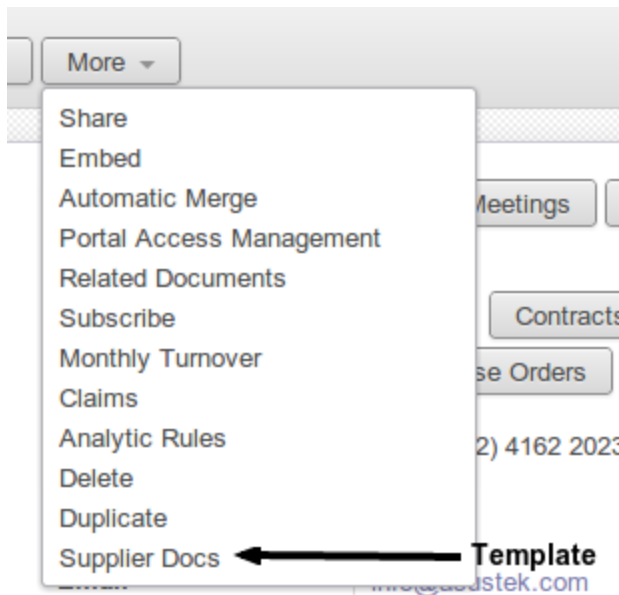 More
Share
Embed
Automatic Merge
Portal Access Management
Related Documents
Subscribe
Monthly Turnover
Claims
Analytic Rules
Delete
Duplicate
Supplier Docs
Meetings
Contracts
se Orders
2) 4162 2023
Template